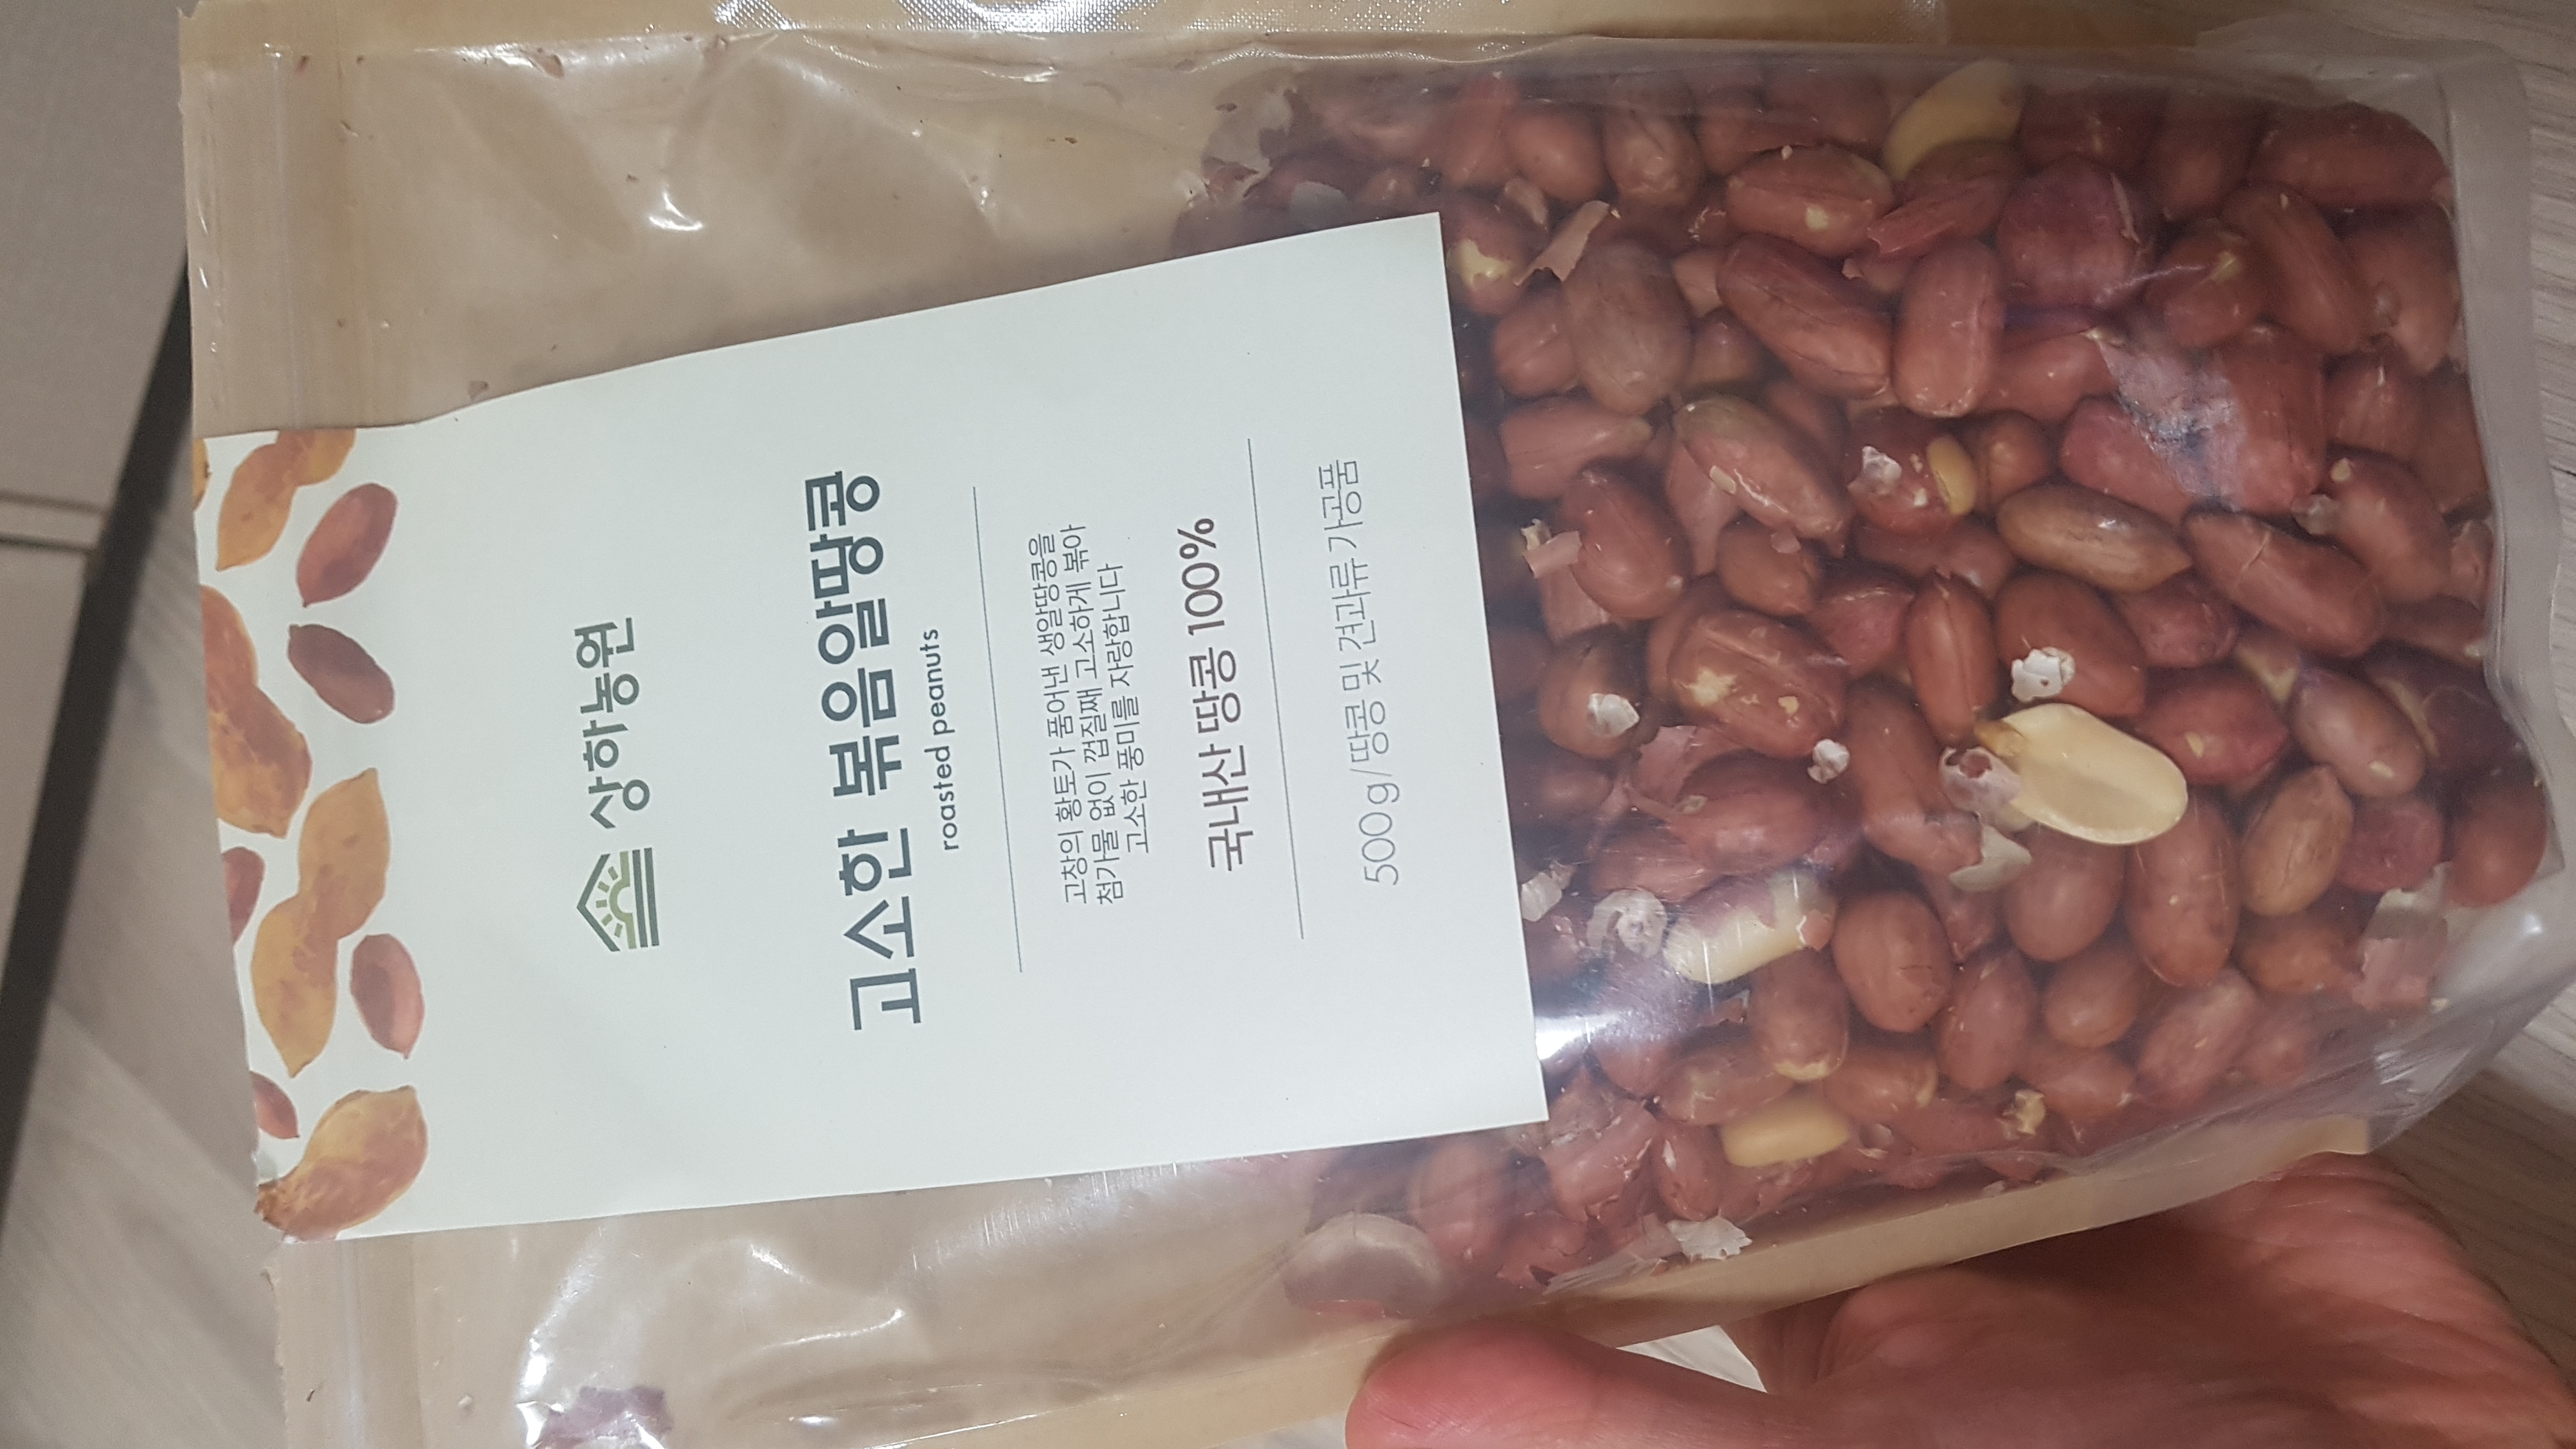 상하농원
고소한 볶음알땅콩
roasted peanuts
고창의 황토가 품어낸 생알땅콩을
첨가물 없이 껍질째 고소하게 볶아
고소한 풍미를 자랑합니다
국내산 땅콩 100%
500g/땅콩 및 견과류 가공품